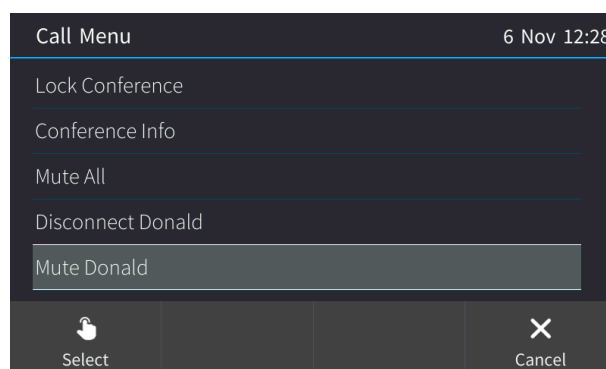 Call Menu 6 Nov 12:28
Lock Conference
Conference Info
Mute All
Disconnect Donald
Mute Donald
Select Cancel